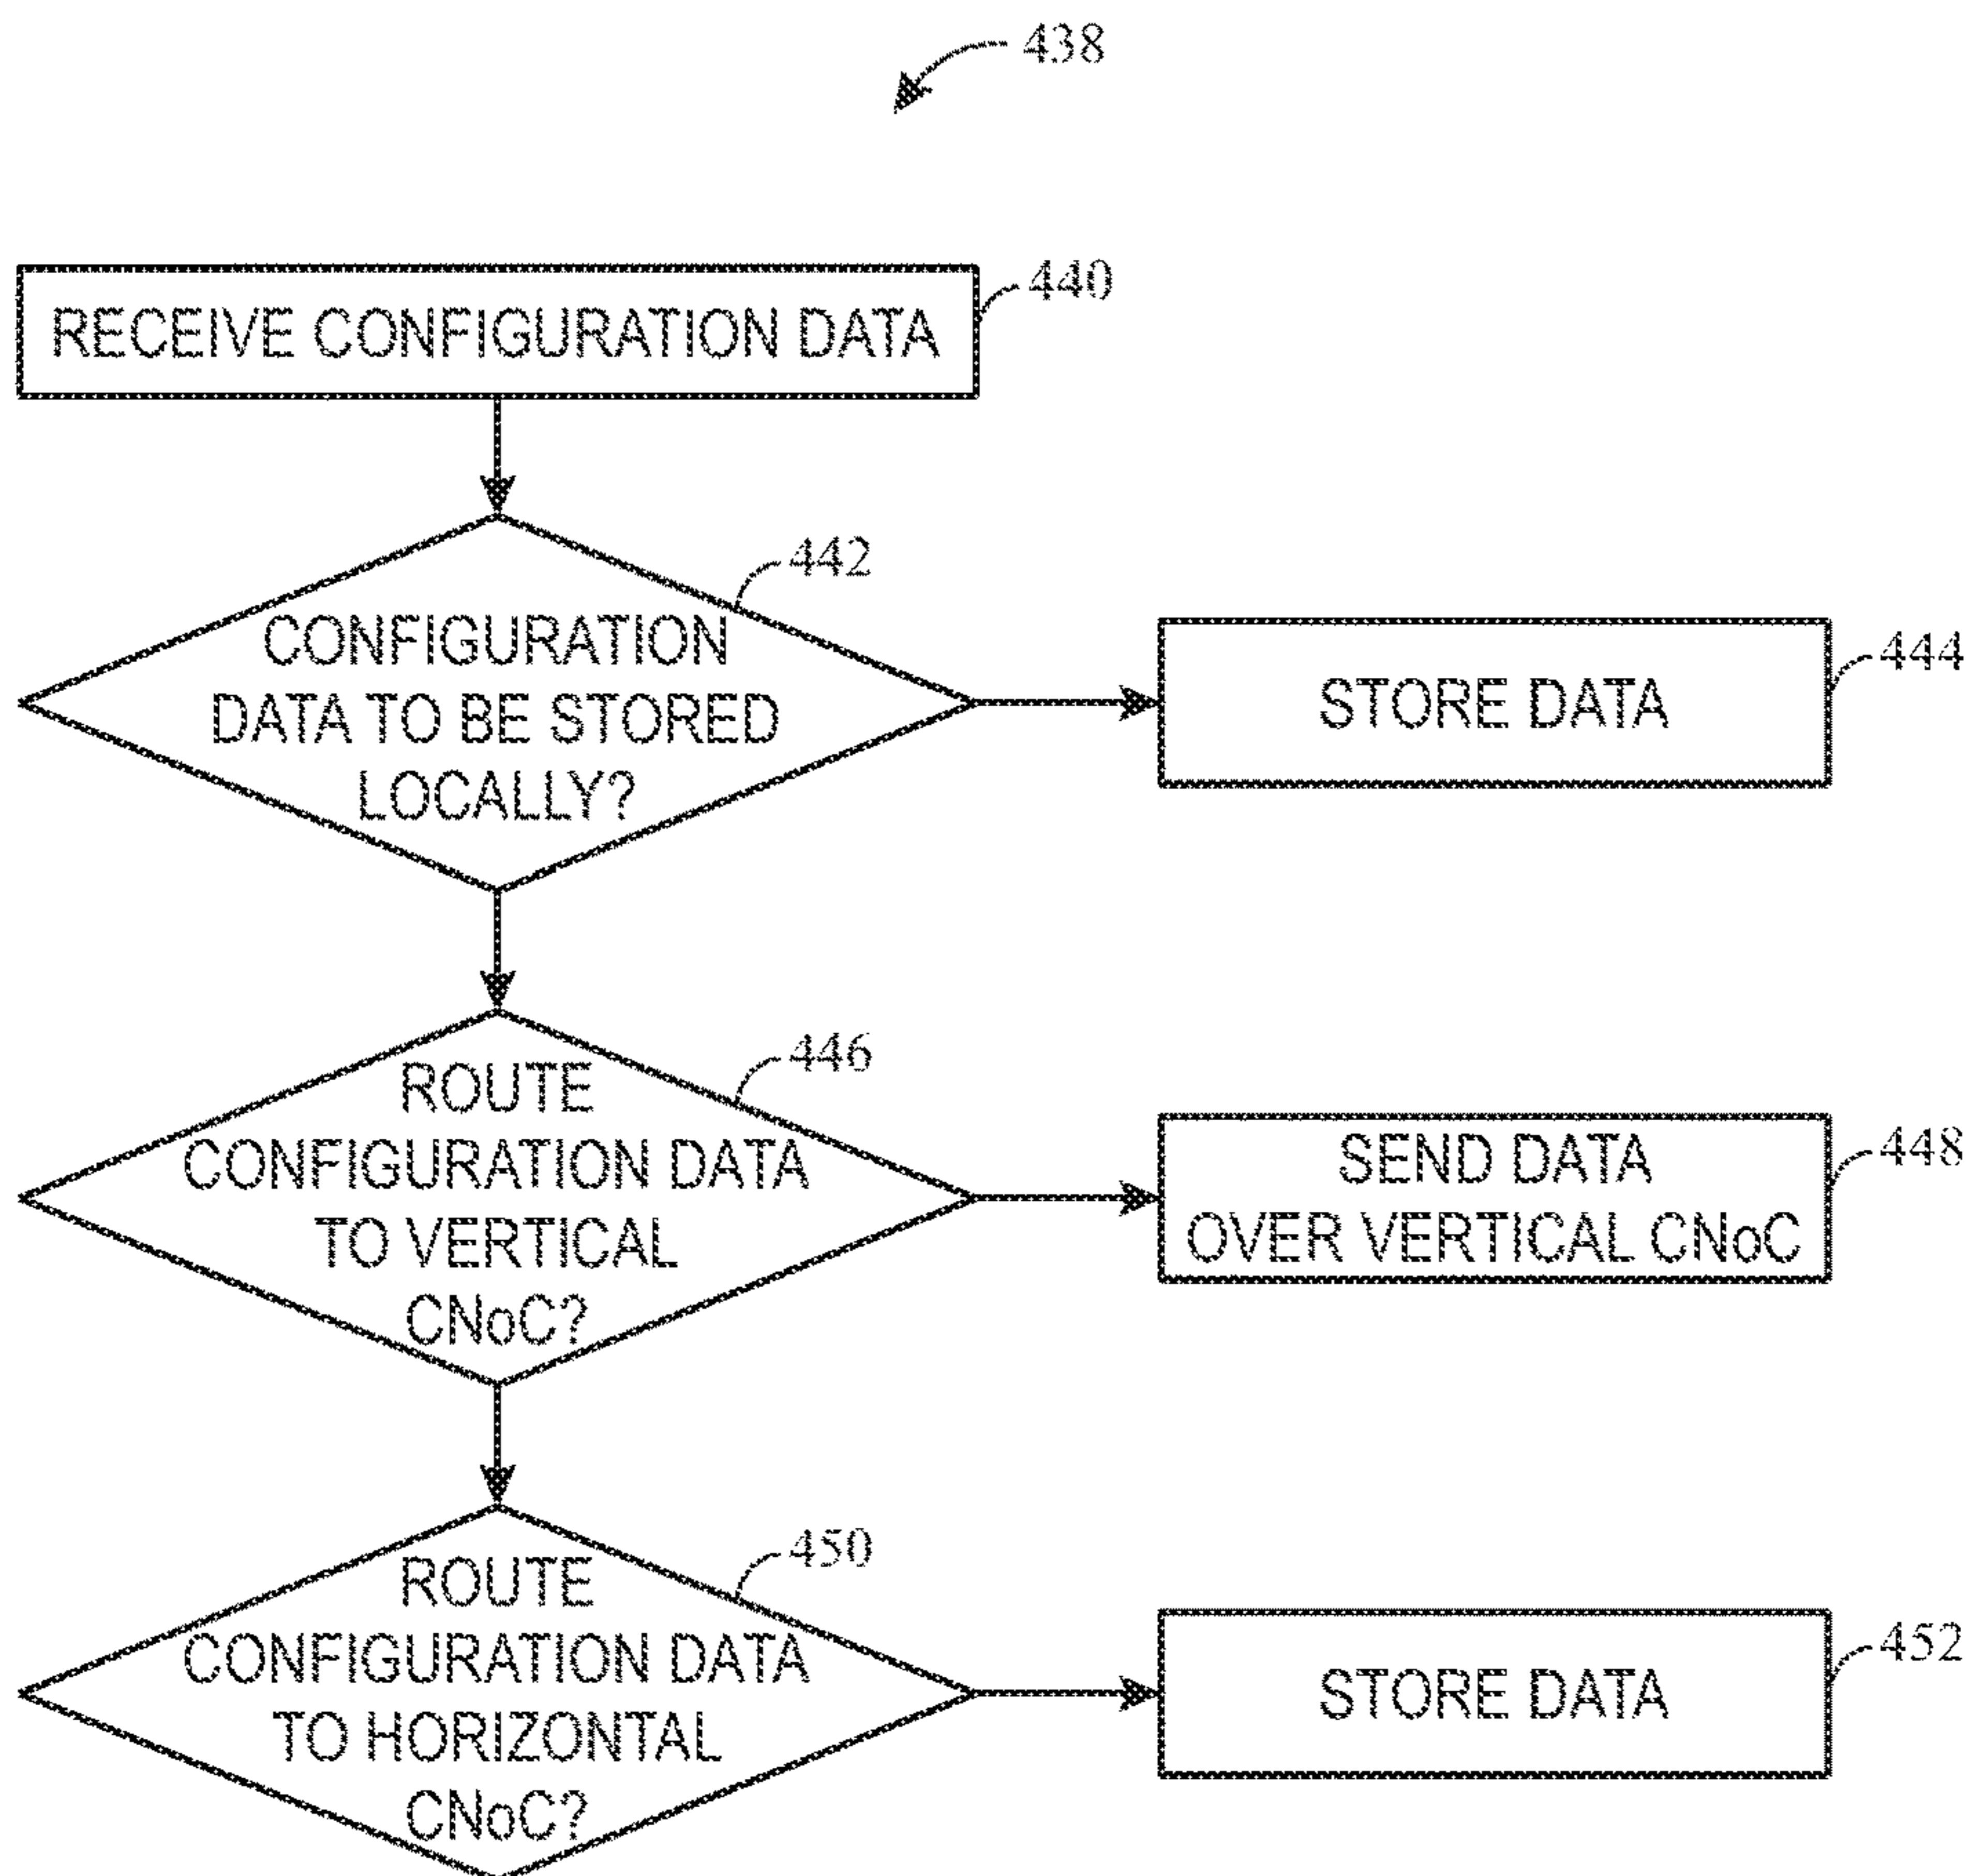 438
RECEIVE CONFIGURATION DATA
440
442
CONFIGURATION
DATA TO BE STORED
LOCALLY?
STORE DATA
444
446
ROUTE
CONFIGURATION DATA
TO VERTICAL
CNoC?
SEND DATA
OVER VERTICAL CNoC
448
450
ROUTE
CONFIGURATION DATA
TO HORIZONTAL
CNoC?
STORE DATA
452